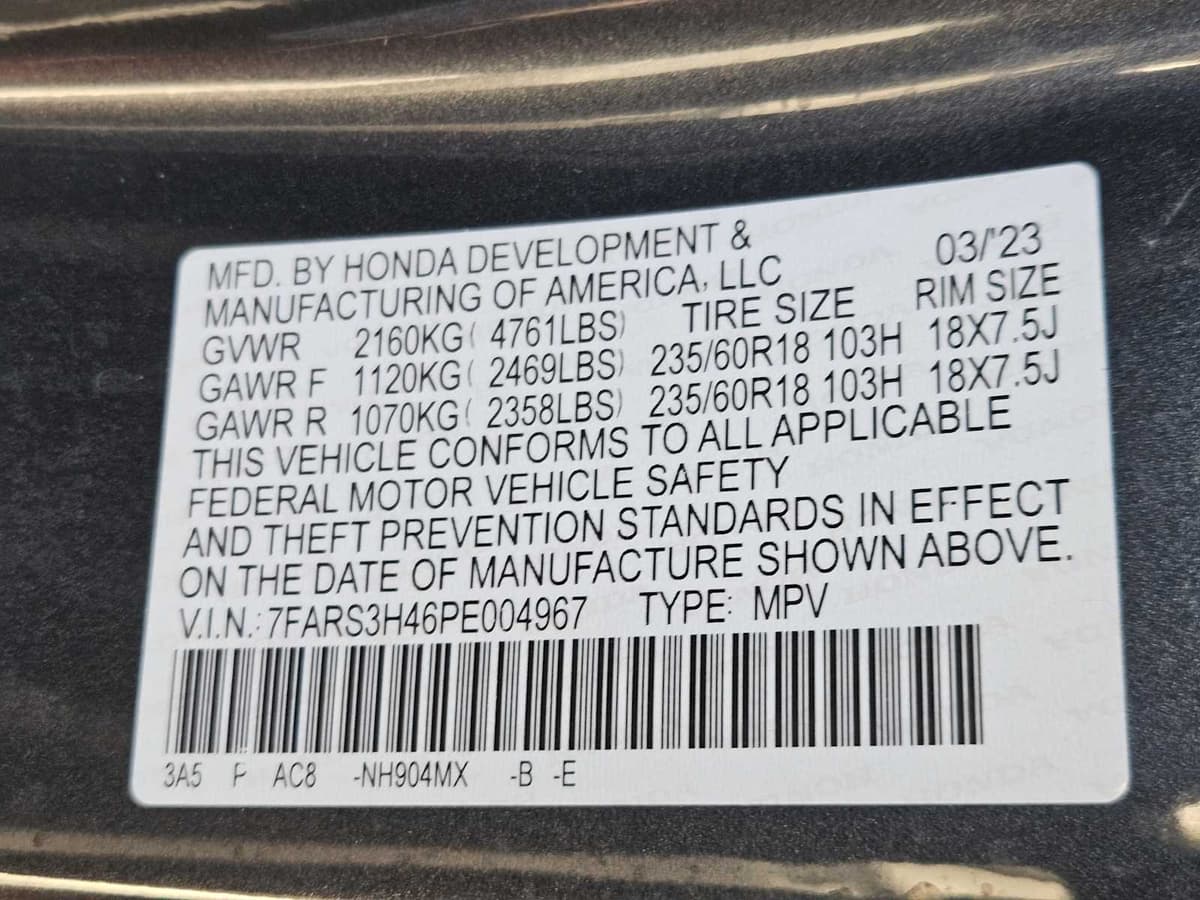 MFD. BY HONDA DEVELOPMENT &
MANUFACTURING OF AMERICA, LLC 03/'23
GVWR 2160KG( 4761LBS) TIRE SIZE RIM SIZE
GAWR F 1120KG( 2469LBS) 235/60R18 103H 18X7.5J
GAWR R 1070KG( 2358LBS) 235/60R18 103H 18X7.5J
THIS VEHICLE CONFORMS TO ALL APPLICABLE
FEDERAL MOTOR VEHICLE SAFETY
AND THEFT PREVENTION STANDARDS IN EFFECT
ON THE DATE OF MANUFACTURE SHOWN ABOVE.
V.I.N.: 7FARS3H46PE004967 TYPE: MPV
3A5 AC8 -NH904MX -B -E